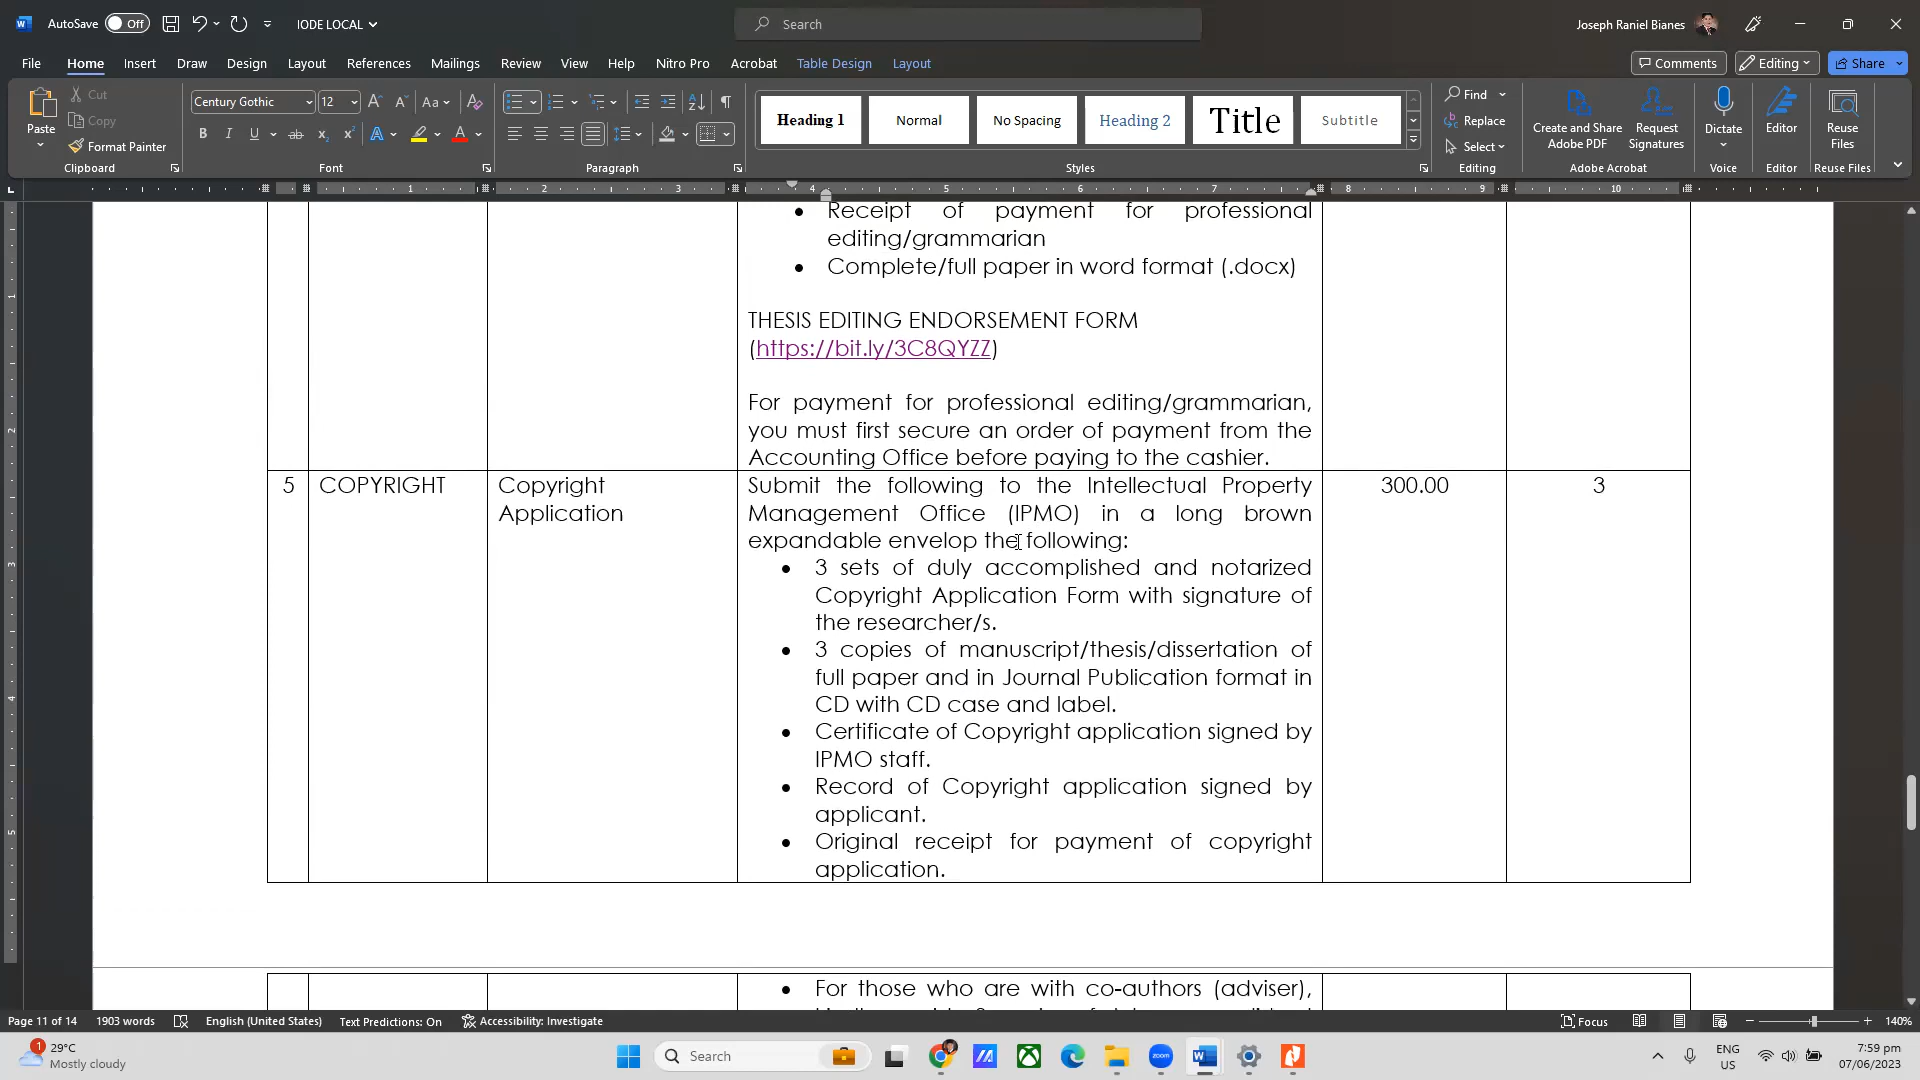 AutoSave Off IODE LOCAL Search Joseph Raniel Bianes
File Home Insert Draw Design Layout References Mailings Review View Help Nitro Pro Acrobat Table Design Layout Comments Editing Share
Cut
Copy
Format Painter
Paste
Century Gothic 12
Heading 1 Normal No Spacing Heading 2 Title Subtitle
Find
Replace
Select
Create and Share Adobe PDF
Request Signatures
Dictate
Editor
Reuse Files
Clipboard Font Paragraph Styles Editing Adobe Acrobat Voice Editor Reuse Files
1 2 3 4 5 6 7 8 9 10
• Receipt of payment for professional
editing/grammarian
• Complete/full paper in word format (.docx)
THESIS EDITING ENDORSEMENT FORM
(https://bit.ly/3C8QYZZ)
For payment for professional editing/grammarian,
you must first secure an order of payment from the
Accounting Office before paying to the cashier.
5 COPYRIGHT Copyright Submit the following to the Intellectual Property 300.00 3
Application Management Office (IPMO) in a long brown
expandable envelop the following:
• 3 sets of duly accomplished and notarized
Copyright Application Form with signature of
the researcher/s.
• 3 copies of manuscript/thesis/dissertation of
full paper and in Journal Publication format in
CD with CD case and label.
• Certificate of Copyright application signed by
IPMO staff.
• Record of Copyright application signed by
applicant.
• Original receipt for payment of copyright
application.
• For those who are with co-authors (adviser),
Page 11 of 14 1903 words English (United States) Text Predictions: On Accessibility: Investigate Focus 140%
1 29°C
Mostly cloudy
Search
zoom
ENG
US
7:59 pm
07/06/2023